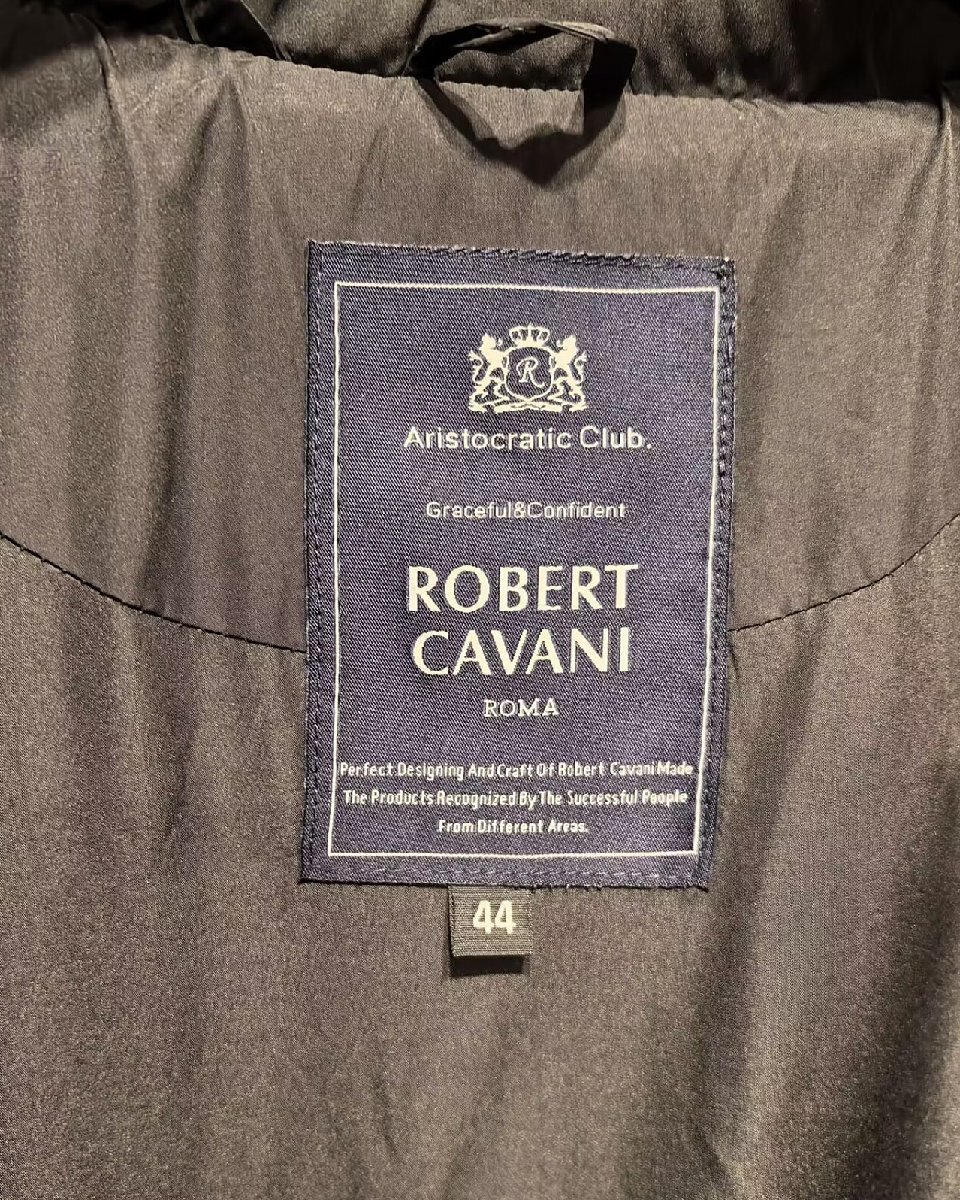 R
Aristocratic Club.
Graceful&Confident
ROBERT
CAVANI
ROMA
Perfect Designing And Craft Of Robert Cavani Made
The Products Recognized By The Successful People
From Different Areas.
44